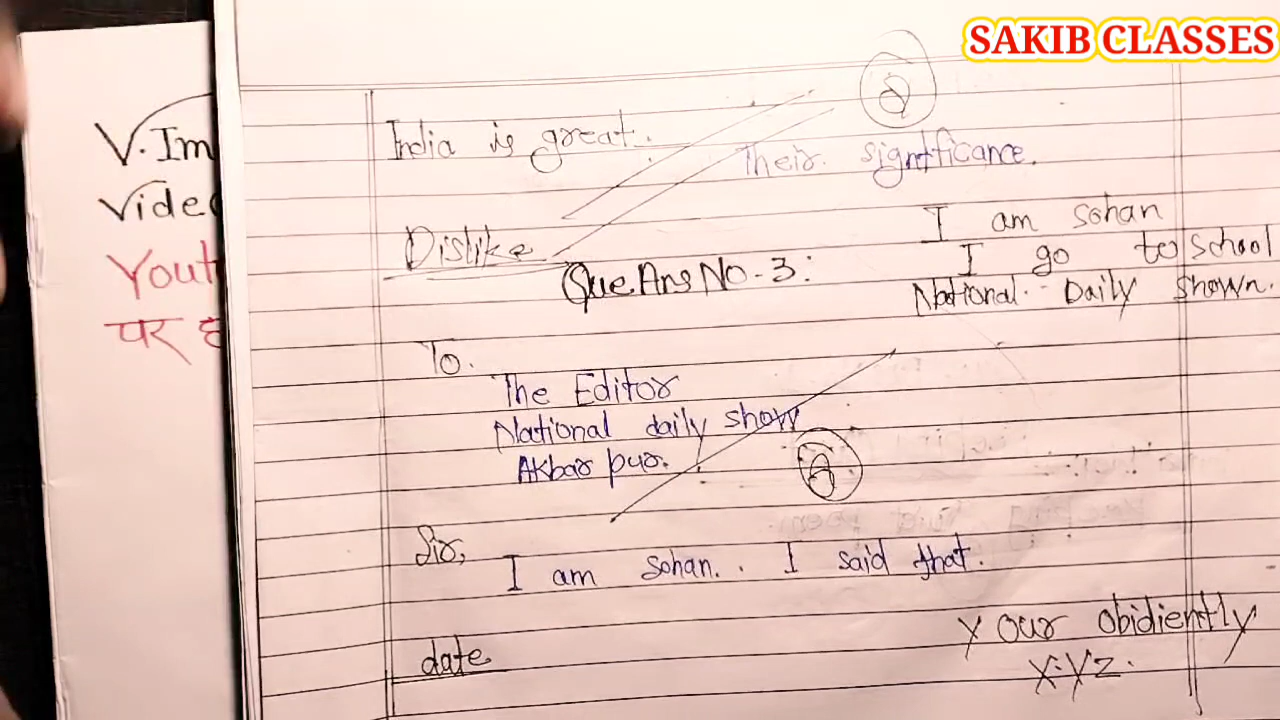 SAKIB CLASSES
V. Im
Video
Yout
पर ह
India is great.
Their significance.
Dislike
I am sohan
I go to school
National Daily shown.
Que Ans No-3:
To.
The Editor
National daily show
Akbar pur.
Sir,
I am sohan.. I said that.
Your obidiently
X.Y.Z.
date